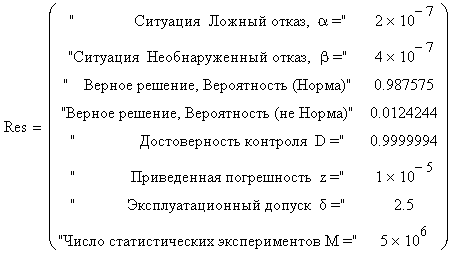 "          Ситуация  Ложный отказ,  α ="     2 × 10⁻⁷
"Ситуация  Необнаруженный отказ,  β ="     4 × 10⁻⁷
"   Верное решение, Вероятность (Норма)"     0.987575
"Верное решение, Вероятность (не Норма)"     0.0124244
Res =
"          Достоверность контроля  D ="     0.9999994
"          Приведенная погрешность  z ="     1 × 10⁻⁵
"          Эксплуатационный допуск  δ ="     2.5
"Число статистических экспериментов M ="     5 × 10⁶